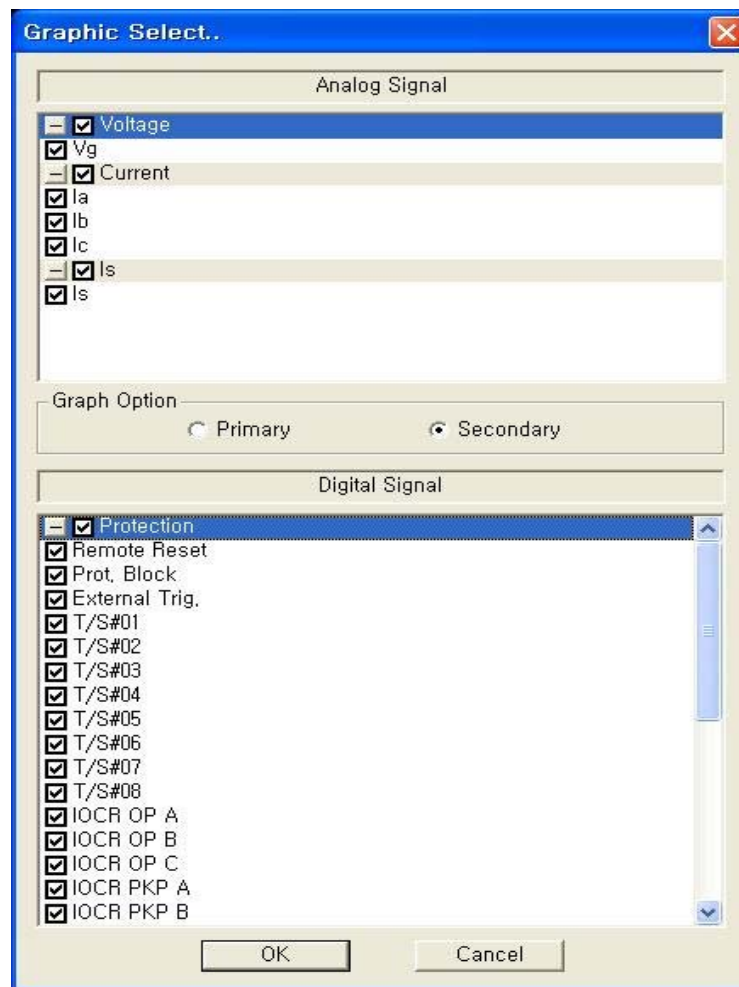 Graphic Select..
Analog Signal
Voltage
Vg
Current
Ia
Ib
Ic
Is
Is
Graph Option
Primary Secondary
Digital Signal
Protection
Remote Reset
Prot. Block
External Trig.
T/S#01
T/S#02
T/S#03
T/S#04
T/S#05
T/S#06
T/S#07
T/S#08
IOCR OP A
IOCR OP B
IOCR OP C
IOCR PKP A
IOCR PKP B
OK Cancel